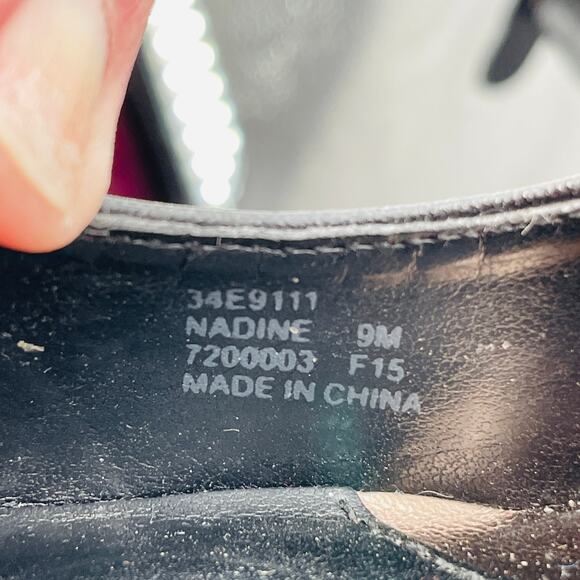 34E9111
NADINE 9M
7200003 F15
MADE IN CHINA